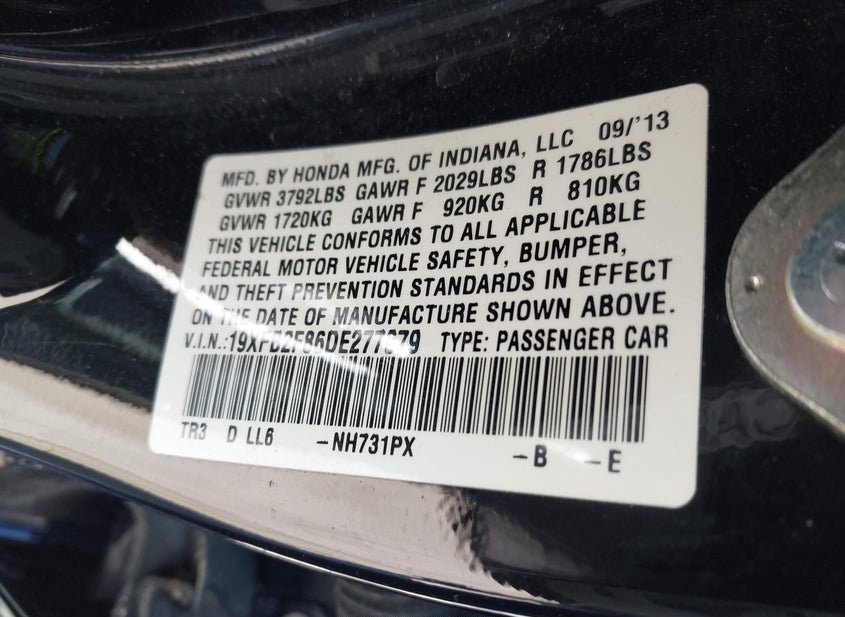 MFD. BY HONDA MFG. OF INDIANA, LLC 09/'13
GVWR 3792LBS GAWR F 2029LBS R 1786LBS
GVWR 1720KG GAWR F 920KG R 810KG
THIS VEHICLE CONFORMS TO ALL APPLICABLE
FEDERAL MOTOR VEHICLE SAFETY, BUMPER,
AND THEFT PREVENTION STANDARDS IN EFFECT
ON THE DATE OF MANUFACTURE SHOWN ABOVE.
V.I.N.: TYPE: PASSENGER CAR
TR3 D LL6 -NH731PX -B -E